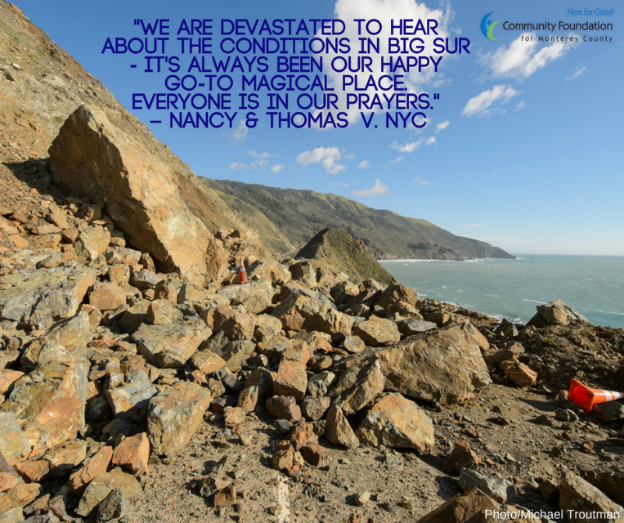 "WE ARE DEVASTATED TO HEAR
ABOUT THE CONDITIONS IN BIG SUR
- IT'S ALWAYS BEEN OUR HAPPY
GO-TO MAGICAL PLACE.
EVERYONE IS IN OUR PRAYERS."
– NANCY & THOMAS V. NYC
Here for Good
Community Foundation
for Monterey County
Photo/Michael Troutman